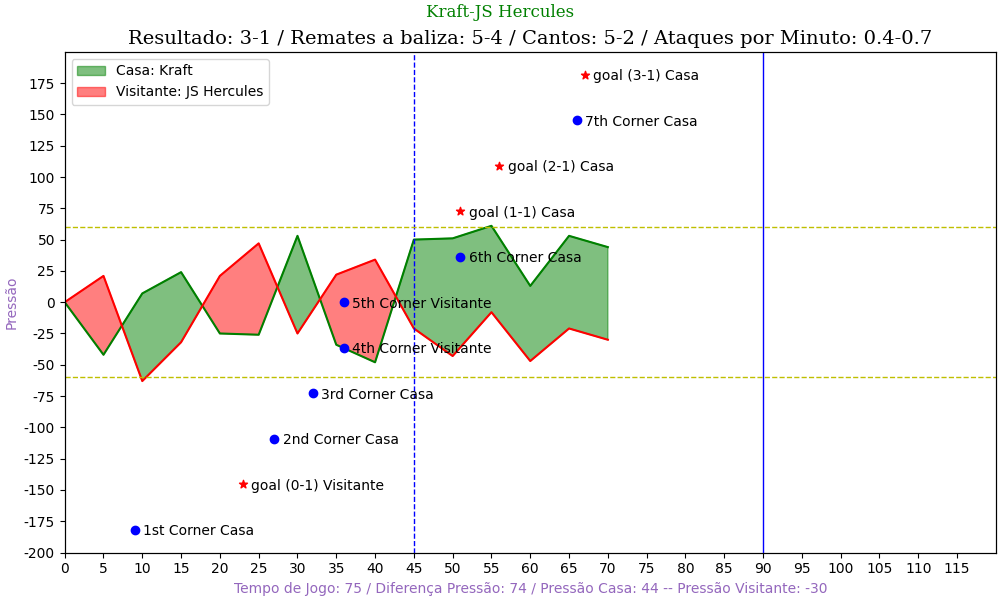 Kraft-JS Hercules
Resultado: 3-1 / Remates a baliza: 5-4 / Cantos: 5-2 / Ataques por Minuto: 0.4-0.7
Casa: Kraft
Visitante: JS Hercules
goal (3-1) Casa
7th Corner Casa
goal (2-1) Casa
goal (1-1) Casa
6th Corner Casa
5th Corner Visitante
4th Corner Visitante
3rd Corner Casa
2nd Corner Casa
goal (0-1) Visitante
1st Corner Casa
Pressão
175
150
125
100
75
50
25
0
-25
-50
-75
-100
-125
-150
-175
-200
0 5 10 15 20 25 30 35 40 45 50 55 60 65 70 75 80 85 90 95 100 105 110 115
Tempo de Jogo: 75 / Diferença Pressão: 74 / Pressão Casa: 44 -- Pressão Visitante: -30